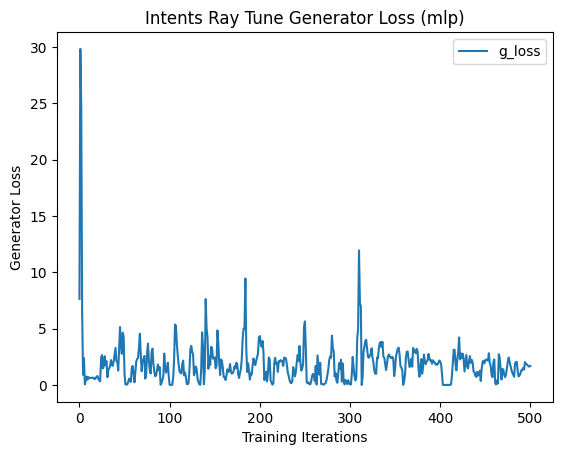 Intents Ray Tune Generator Loss (mlp)
g_loss
Generator Loss
30
25
20
15
10
5
0
0 100 200 300 400 500
Training Iterations